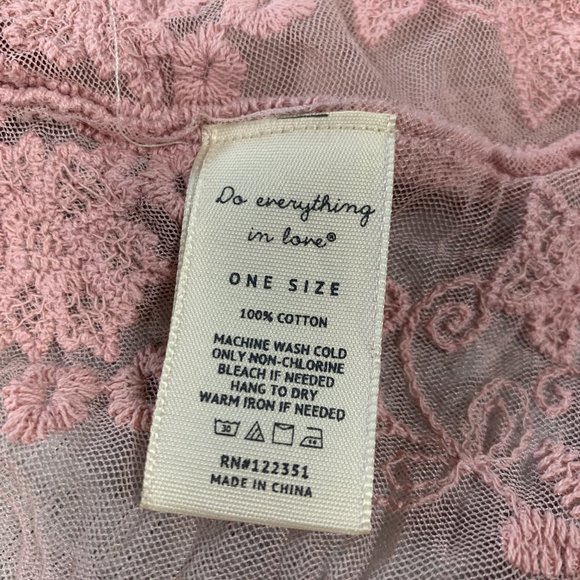 Do everything
in love®
ONE SIZE
100% COTTON
MACHINE WASH COLD
ONLY NON-CHLORINE
BLEACH IF NEEDED
HANG TO DRY
WARM IRON IF NEEDED
30
RN#122351
MADE IN CHINA